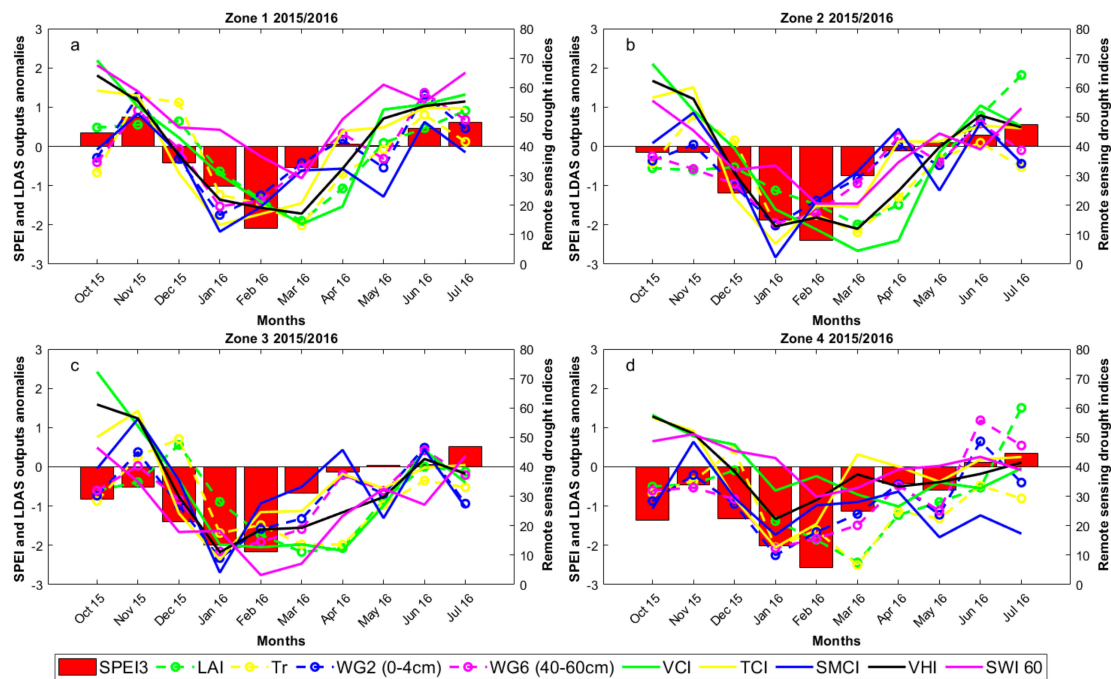 Zone 1 2015/2016
a
SPEI and LDAS outputs anomalies
3
2
1
0
-1
-2
-3
Remote sensing drought indices
80
70
60
50
40
30
20
10
0
Oct 15 Nov 15 Dec 15 Jan 16 Feb 16 Mar 16 Apr 16 May 16 Jun 16 Jul 16
Months
Zone 2 2015/2016
b
SPEI and LDAS outputs anomalies
3
2
1
0
-1
-2
-3
Remote sensing drought indices
80
70
60
50
40
30
20
10
0
Oct 15 Nov 15 Dec 15 Jan 16 Feb 16 Mar 16 Apr 16 May 16 Jun 16 Jul 16
Months
Zone 3 2015/2016
c
SPEI and LDAS outputs anomalies
3
2
1
0
-1
-2
-3
Remote sensing drought indices
80
70
60
50
40
30
20
10
0
Oct 15 Nov 15 Dec 15 Jan 16 Feb 16 Mar 16 Apr 16 May 16 Jun 16 Jul 16
Months
Zone 4 2015/2016
d
SPEI and LDAS outputs anomalies
3
2
1
0
-1
-2
-3
Remote sensing drought indices
80
70
60
50
40
30
20
10
0
Oct 15 Nov 15 Dec 15 Jan 16 Feb 16 Mar 16 Apr 16 May 16 Jun 16 Jul 16
Months
SPEI3 LAI Tr WG2 (0-4cm) WG6 (40-60cm) VCI TCI SMCI VHI SWI 60